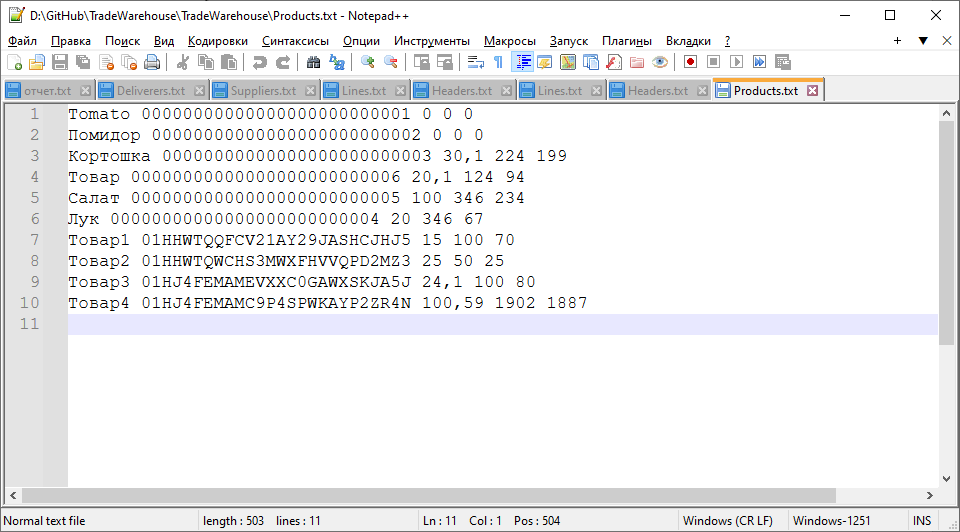 D:\GitHub\TradeWarehouse\TradeWarehouse\Products.txt - Notepad++
Файл Правка Поиск Вид Кодировки Синтаксисы Опции Инструменты Макросы Запуск Плагины Вкладки ? + ▼ X
отчет.txt Deliverers.txt Suppliers.txt Lines.txt Headers.txt Lines.txt Headers.txt Products.txt
1 Tomato 00000000000000000000000001 0 0 0
2 Помидор 00000000000000000000000002 0 0 0
3 Кортошка 00000000000000000000000003 30,1 224 199
4 Товар 00000000000000000000000006 20,1 124 94
5 Салат 00000000000000000000000005 100 346 234
6 Лук 00000000000000000000000004 20 346 67
7 Товар1 01HHWTQQFCV21AY29JASHCJHJ5 15 100 70
8 Товар2 01HHWTQWCHS3MWXFHVVQPD2MZ3 25 50 25
9 Товар3 01HJ4FEMAMEVXXC0GAWXSKJA5J 24,1 100 80
10 Товар4 01HJ4FEMAMC9P4SPWKAYP2ZR4N 100,59 1902 1887
11
Normal text file length : 503 lines : 11 Ln : 11 Col : 1 Pos : 504 Windows (CR LF) Windows-1251 INS